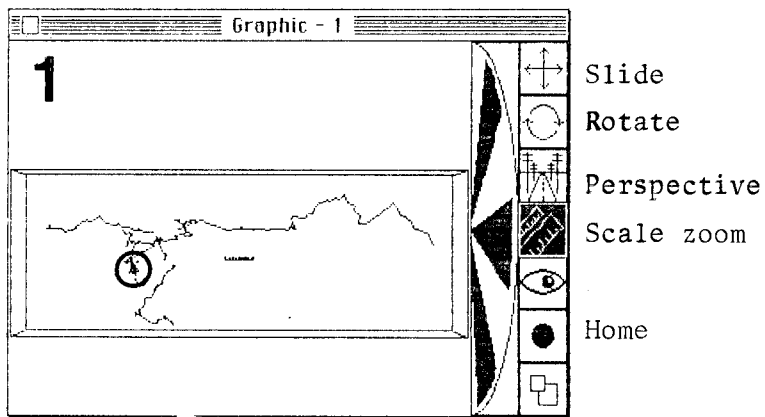 Graphic - 1
1
Slide
Rotate
Perspective
Scale zoom
Home